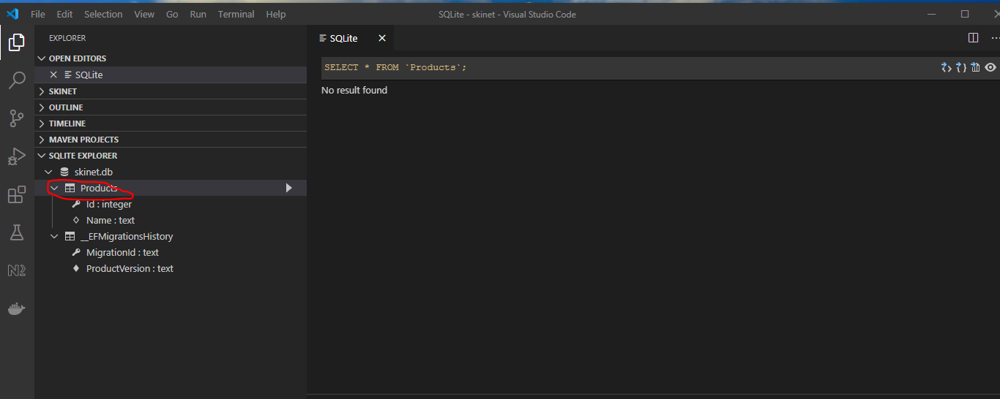 File Edit Selection View Go Run Terminal Help
SQLite - skinet - Visual Studio Code
EXPLORER
OPEN EDITORS
SQLite
SKINET
OUTLINE
TIMELINE
MAVEN PROJECTS
SQLITE EXPLORER
skinet.db
Products
Id : integer
Name : text
__EFMigrationsHistory
MigrationId : text
ProductVersion : text
SQLite
SELECT * FROM `Products`;
No result found